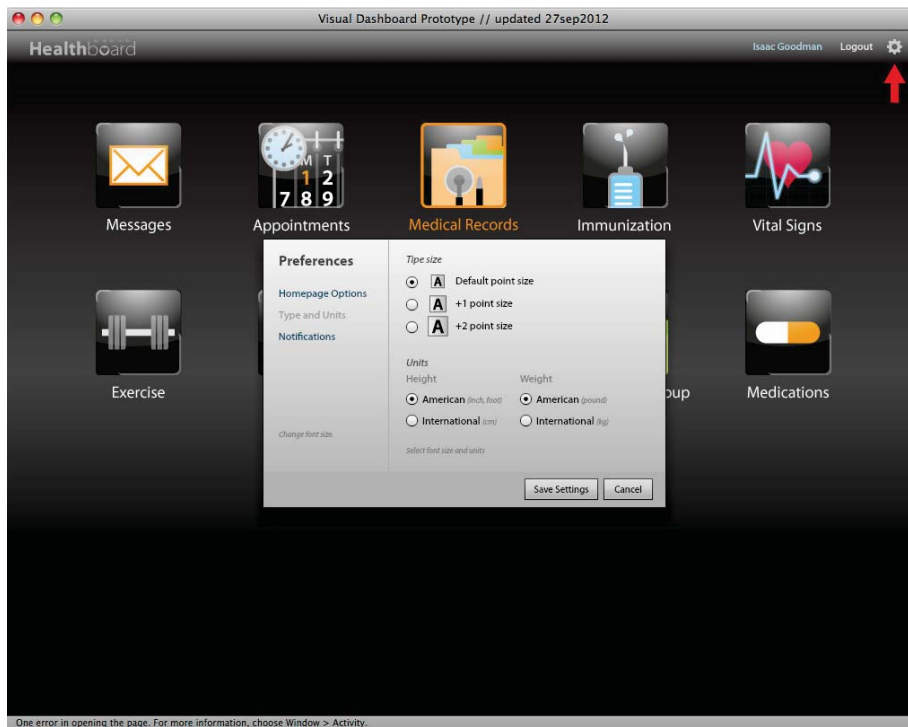 Visual Dashboard Prototype // updated 27sep2012
Healthboard
Isaac Goodman Logout
M T
1 2
7 8 9
Messages Appointments Medical Records Immunization Vital Signs
Preferences
Homepage Options
Type and Units
Notifications
Change font size.
Tipe size
A Default point size
A +1 point size
A +2 point size
Units
Height Weight
American (inch, foot) American (pound)
International (cm) International (kg)
Select font size and units
Save Settings Cancel
Exercise oup Medications
One error in opening the page. For more information, choose Window > Activity.